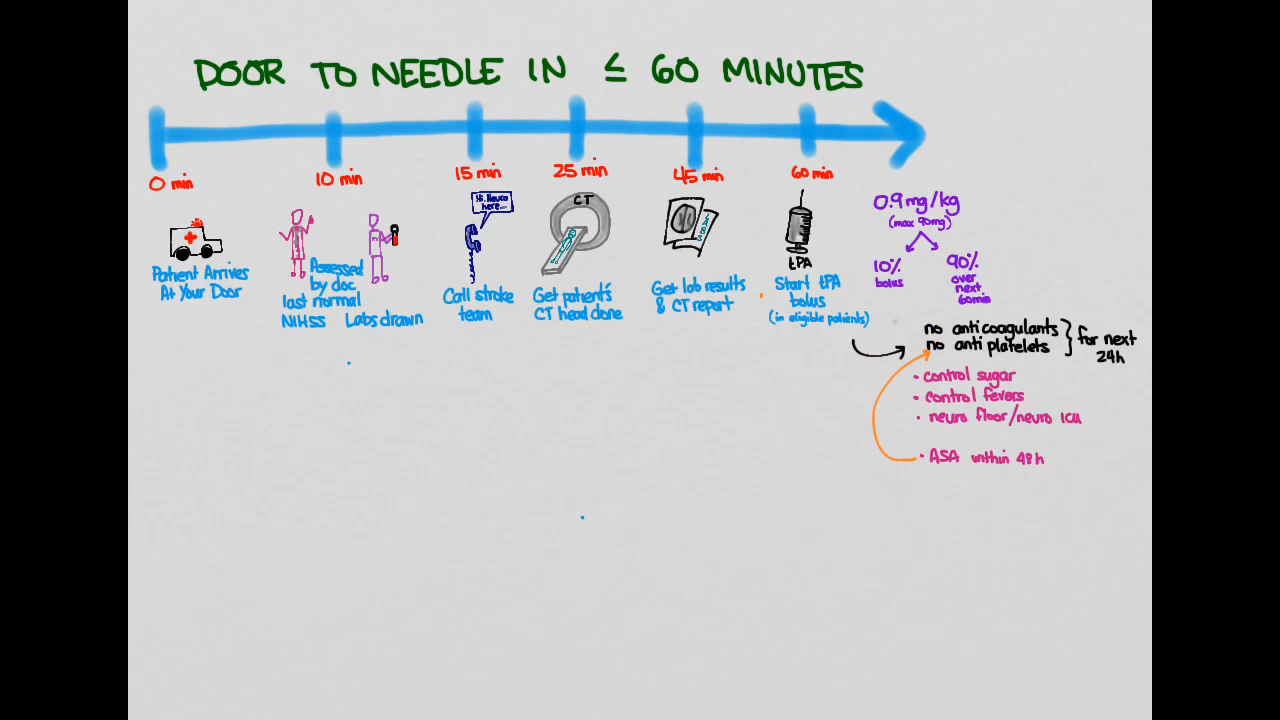 DOOR TO NEEDLE IN ≤ 60 MINUTES
0 min
10 min
15 min
25 min
45 min
60 min
Hi. Neuro
here...
CT
tPA
Patient Arrives
At Your Door
Assessed
by doc
last normal
NIHSS
Labs drawn
Call stroke
team
Get patient's
CT head done
Get lab results
& CT report
Start tPA
bolus
(in eligible patients)
0.9 mg/kg
(max 90mg)
10%
bolus
90%
over
next
60min
no anticoagulants
no antiplatelets
for next
24h
• control sugar
• control fevers
• neuro floor/neuro ICU
• ASA within 48h